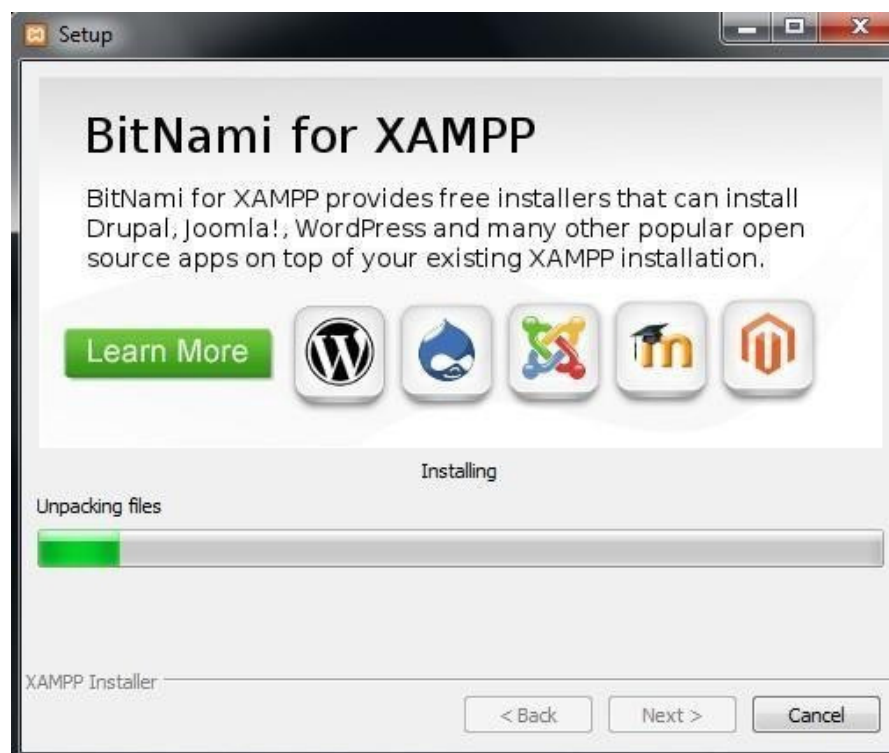 Setup
BitNami for XAMPP
BitNami for XAMPP provides free installers that can install
Drupal, Joomla!, WordPress and many other popular open
source apps on top of your existing XAMPP installation.
Learn More
Installing
Unpacking files
XAMPP Installer
< Back
Next >
Cancel